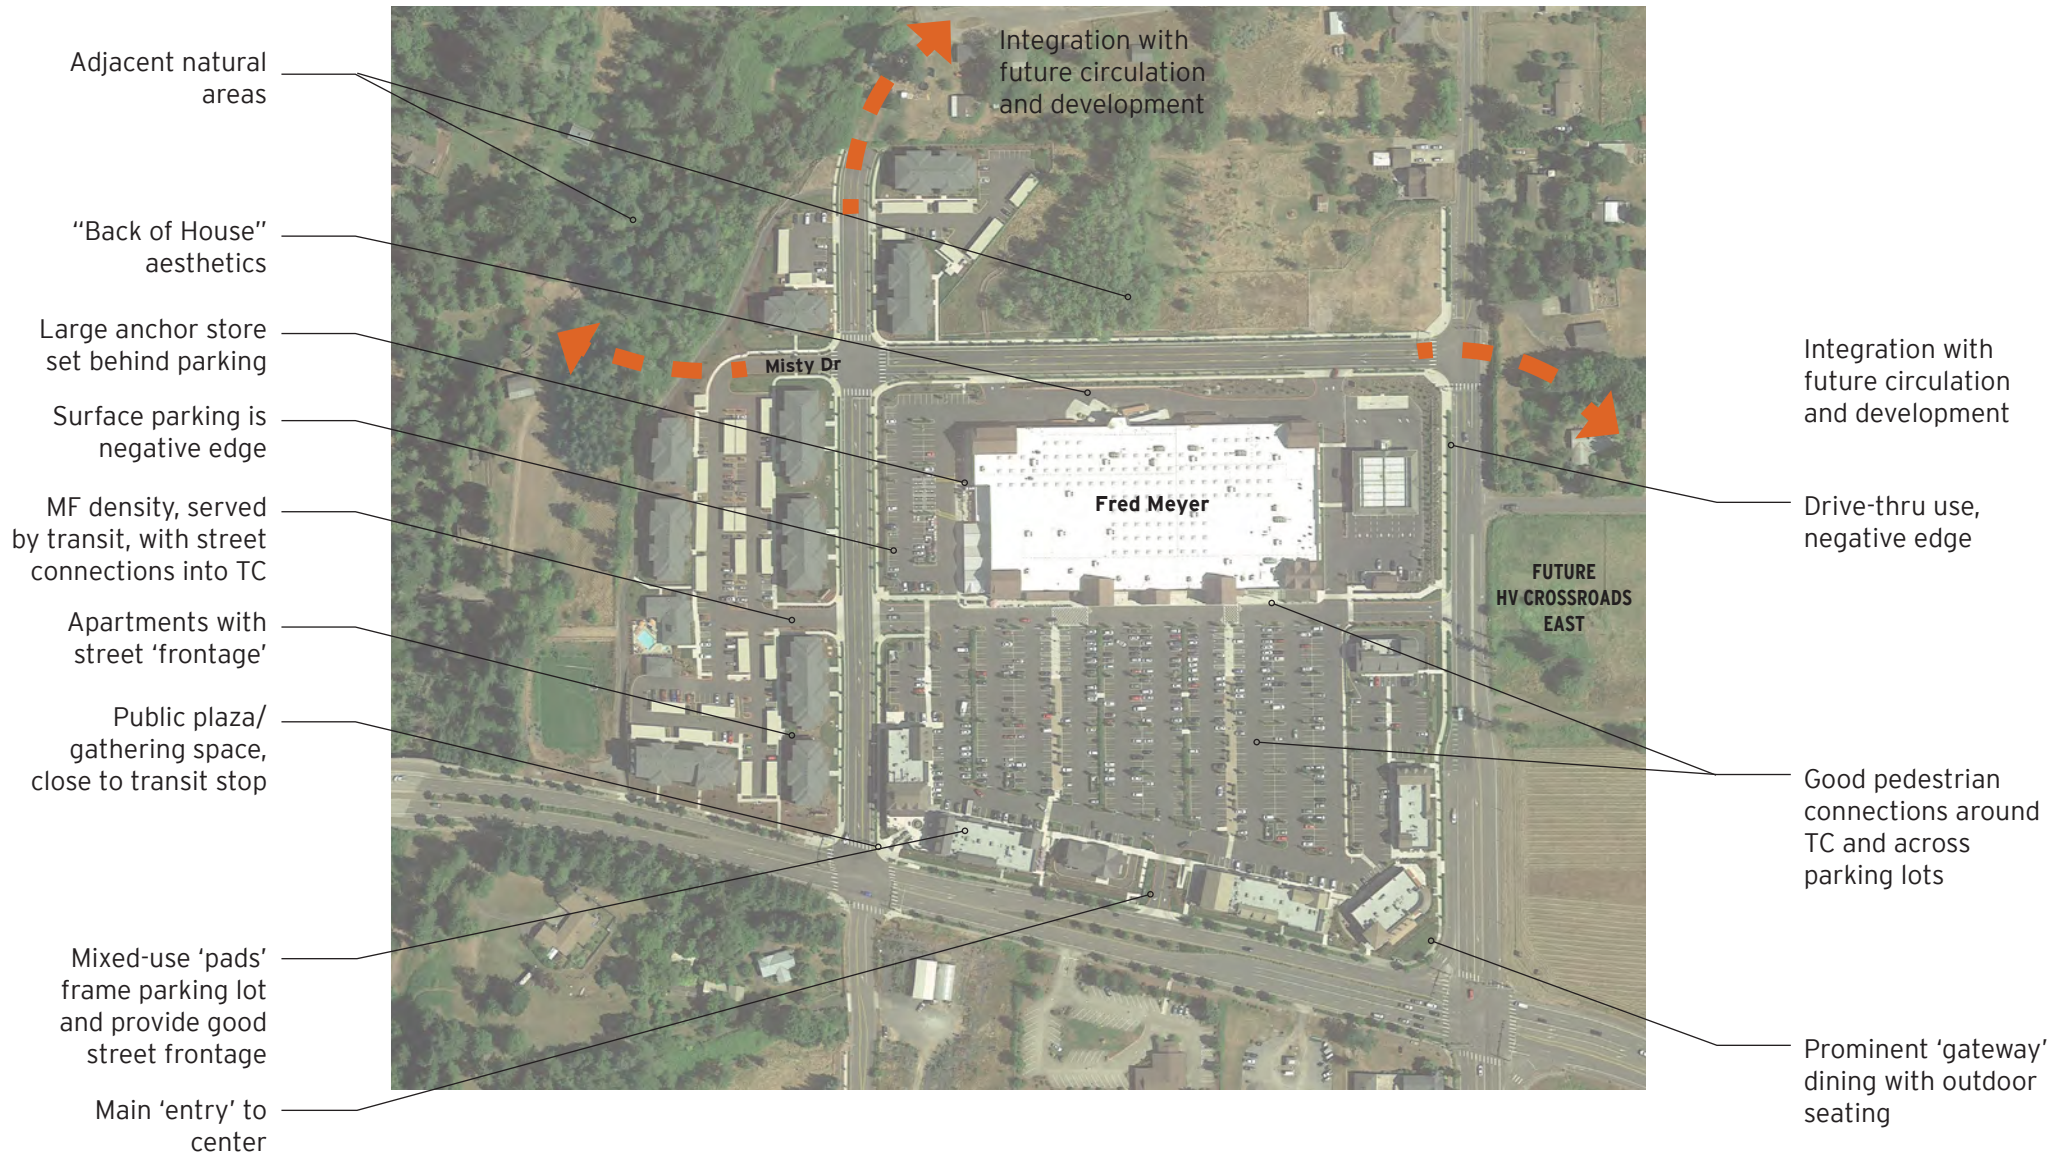 Adjacent natural
areas
“Back of House”
aesthetics
Large anchor store
set behind parking
Surface parking is
negative edge
MF density, served
by transit, with street
connections into TC
Apartments with
street ‘frontage’
Public plaza/
gathering space,
close to transit stop
Mixed-use ‘pads’
frame parking lot
and provide good
street frontage
Main ‘entry’ to
center
Integration with
future circulation
and development
Misty Dr
Fred Meyer
FUTURE
HV CROSSROADS
EAST
Integration with
future circulation
and development
Drive-thru use,
negative edge
Good pedestrian
connections around
TC and across
parking lots
Prominent ‘gateway’
dining with outdoor
seating